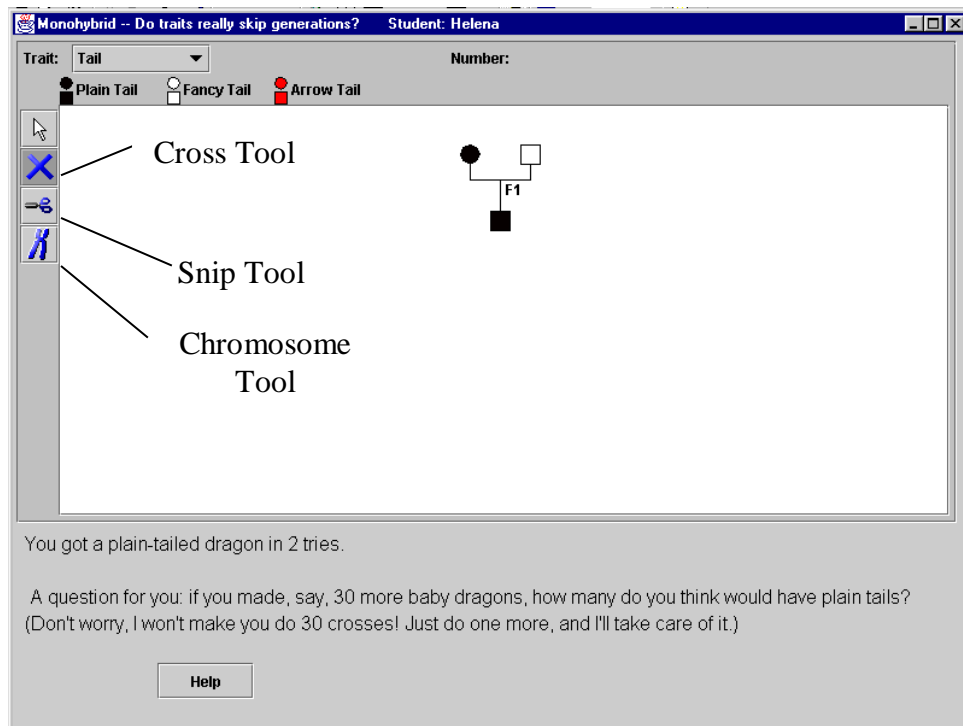 Monohybrid -- Do traits really skip generations? Student: Helena
Trait: Tail Number:
Plain Tail Fancy Tail Arrow Tail
Cross Tool
F1
Snip Tool
Chromosome
Tool
You got a plain-tailed dragon in 2 tries.
A question for you: if you made, say, 30 more baby dragons, how many do you think would have plain tails?
(Don't worry, I won't make you do 30 crosses! Just do one more, and I'll take care of it.)
Help